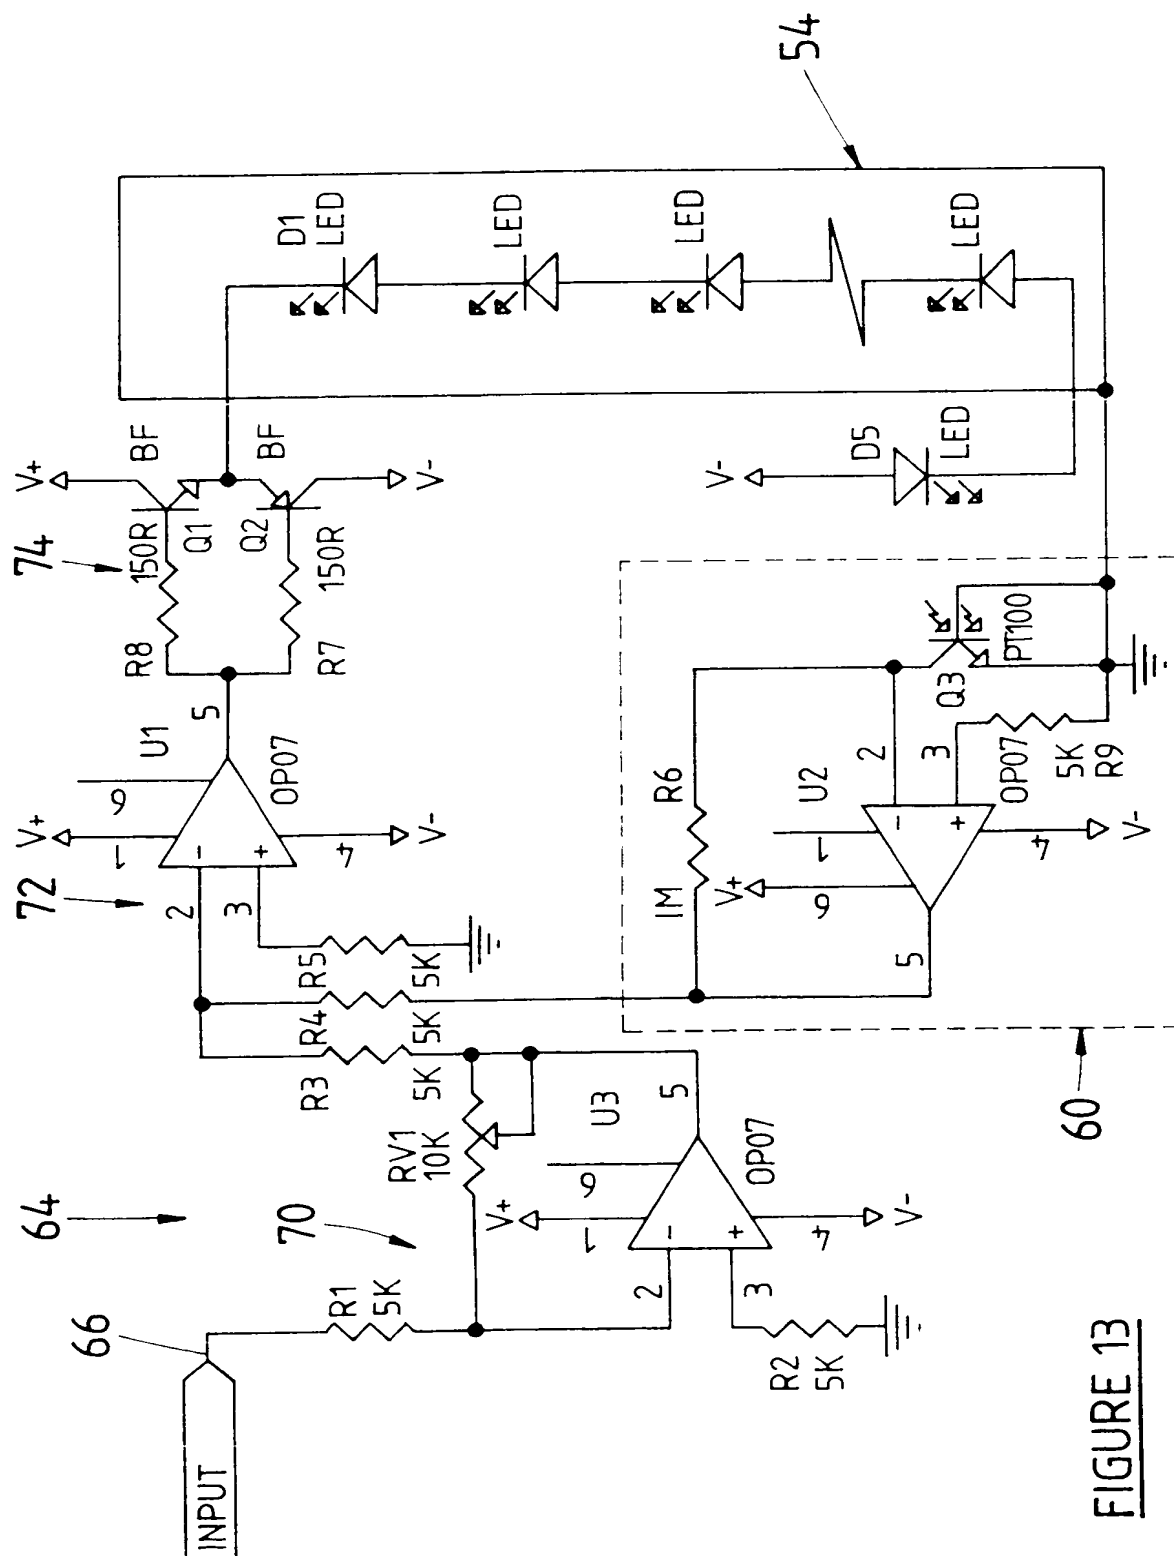 54
D1
LED
LED
LED
LED
V+
BF
BF
V-
74
150R
Q1
Q2
150R
R8
R7
V-
D5
LED
5
U1
OP07
V+
6
1
4
V-
72
2
3
R5
5K
R4
5K
R3
5K
R6
1M
Q3
PT100
2
3
U2
OP07
5K
R9
V+
1
6
4
V-
5
60
64
70
RV1
10K
U3
5
OP07
V+
6
1
4
V-
2
3
66
R1
5K
R2
5K
INPUT
FIGURE 13